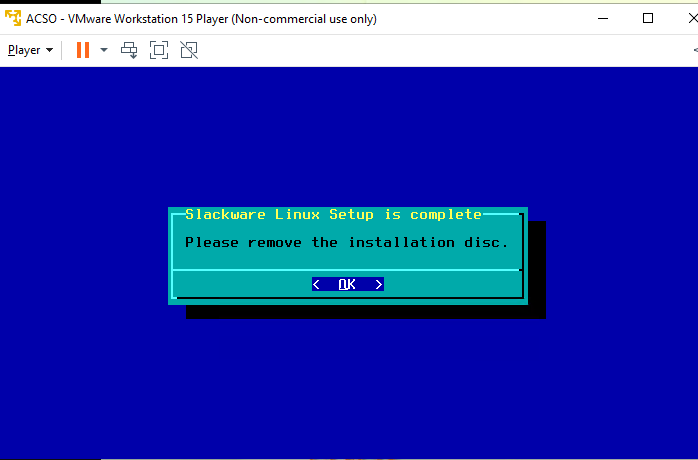 ACSO - VMware Workstation 15 Player (Non-commercial use only)
Player
Slackware Linux Setup is complete
Please remove the installation disc.
< OK >